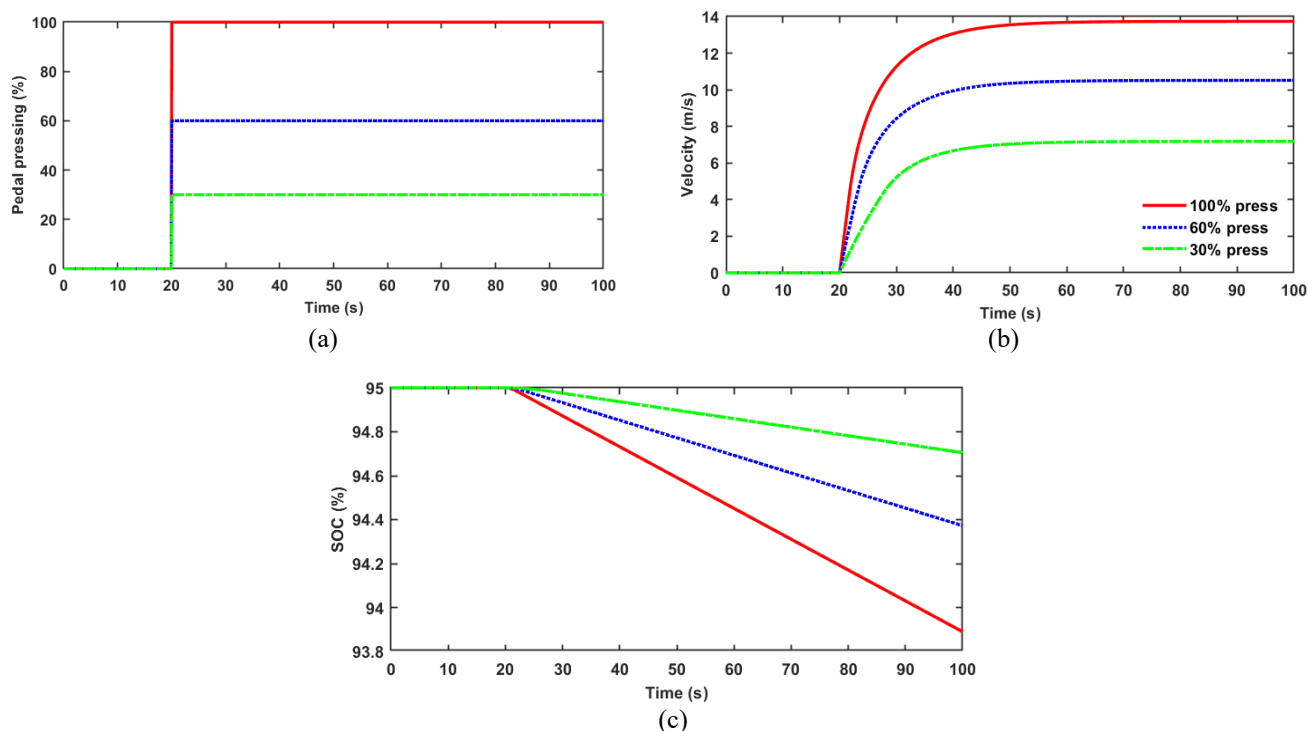 100
80
60
40
20
0
Pedal pressing (%)
0 10 20 30 40 50 60 70 80 90 100
Time (s)
(a)
14
12
10
8
6
4
2
0
Velocity (m/s)
100% press
60% press
30% press
0 10 20 30 40 50 60 70 80 90 100
Time (s)
(b)
95
94.8
94.6
94.4
94.2
94
93.8
SOC (%)
0 10 20 30 40 50 60 70 80 90 100
Time (s)
(c)